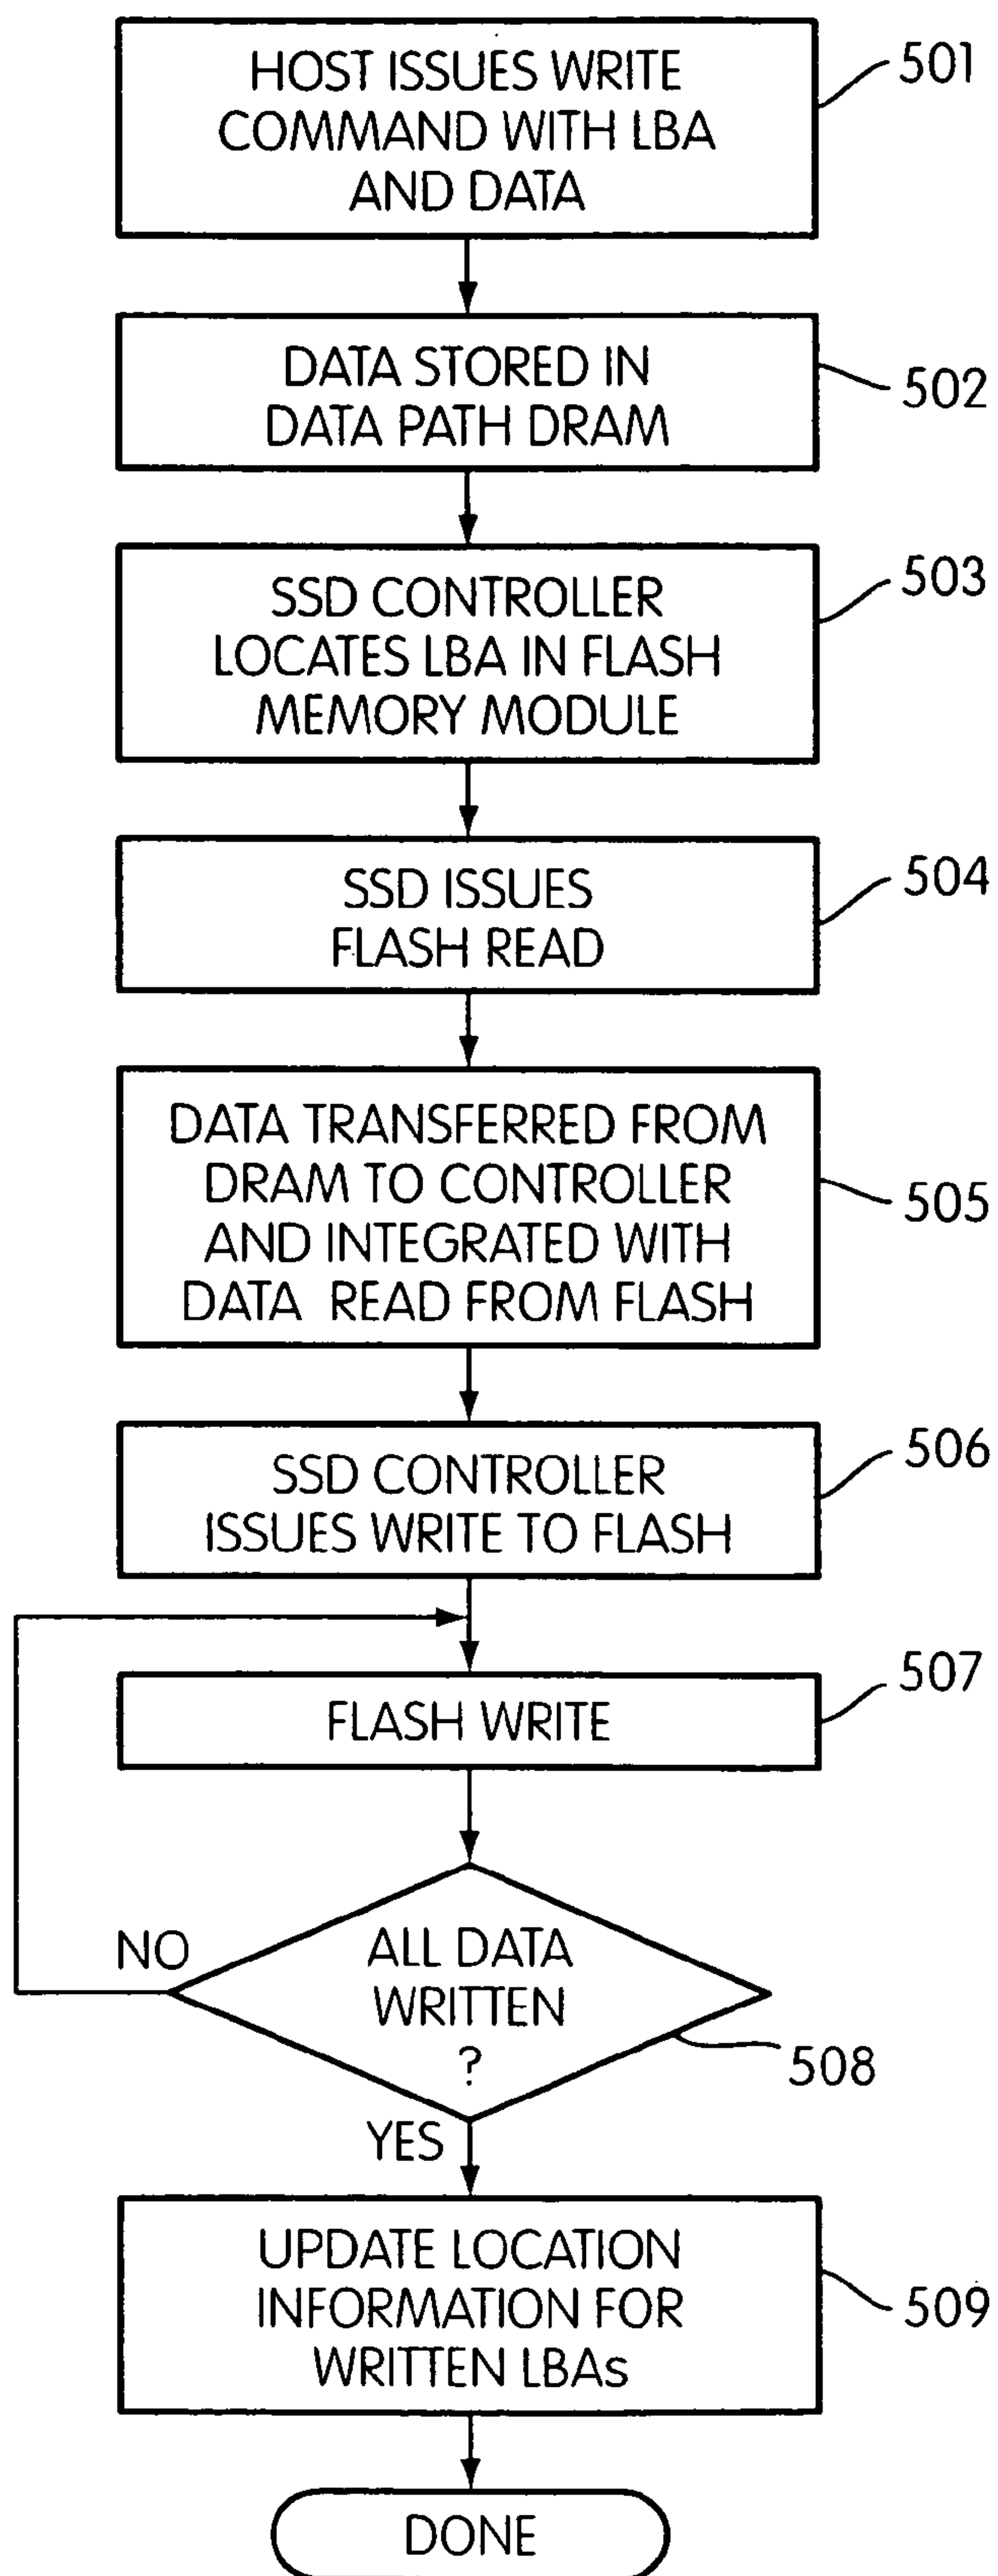 HOST ISSUES WRITE
COMMAND WITH LBA
AND DATA
501
DATA STORED IN
DATA PATH DRAM
502
SSD CONTROLLER
LOCATES LBA IN FLASH
MEMORY MODULE
503
SSD ISSUES
FLASH READ
504
DATA TRANSFERRED FROM
DRAM TO CONTROLLER
AND INTEGRATED WITH
DATA READ FROM FLASH
505
SSD CONTROLLER
ISSUES WRITE TO FLASH
506
FLASH WRITE
507
NO
ALL DATA
WRITTEN
?
508
YES
UPDATE LOCATION
INFORMATION FOR
WRITTEN LBAs
509
DONE